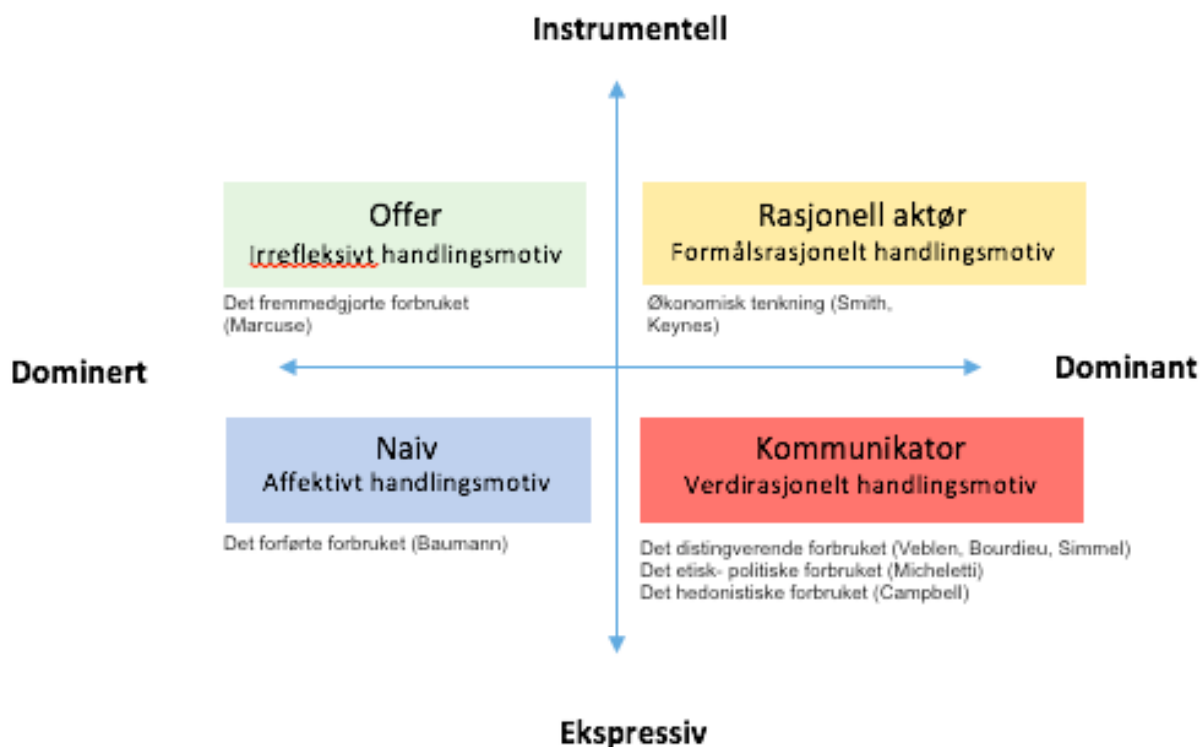 Instrumentell
Offer
Irrefleksivt handlingsmotiv
Det fremmedgjorte forbruket
(Marcuse)
Rasjonell aktør
Formålsrasjonelt handlingsmotiv
Økonomisk tenkning (Smith,
Keynes)
Dominert
Dominant
Naiv
Affektivt handlingsmotiv
Det forførte forbruket (Baumann)
Kommunikator
Verdirasjonelt handlingsmotiv
Det distingverende forbruket (Veblen, Bourdieu, Simmel)
Det etisk- politiske forbruket (Micheletti)
Det hedonistiske forbruket (Campbell)
Ekspressiv